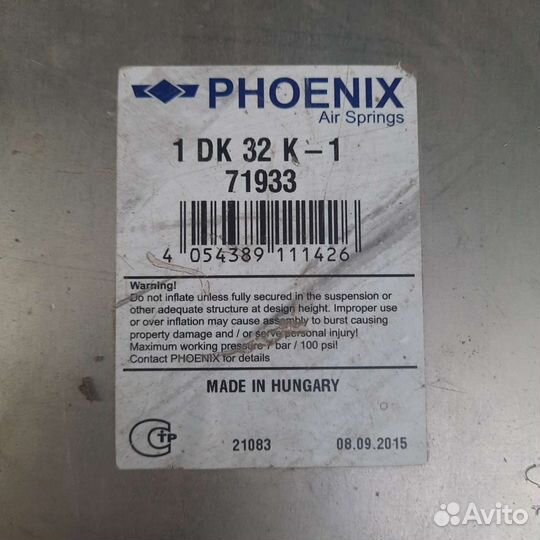 PHOENIX
Air Springs
1 DK 32 K – 1
71933
4 054389 111426
Warning!
Do not inflate unless fully secured in the suspension or
other adequate structure at design height. Improper use
or over inflation may cause assembly to burst causing
property damage and / or serve personal injury!
Maximum working pressure 7 bar / 100 psi!
Contact PHOENIX for details
MADE IN HUNGARY
TP
21083
08.09.2015
Avito